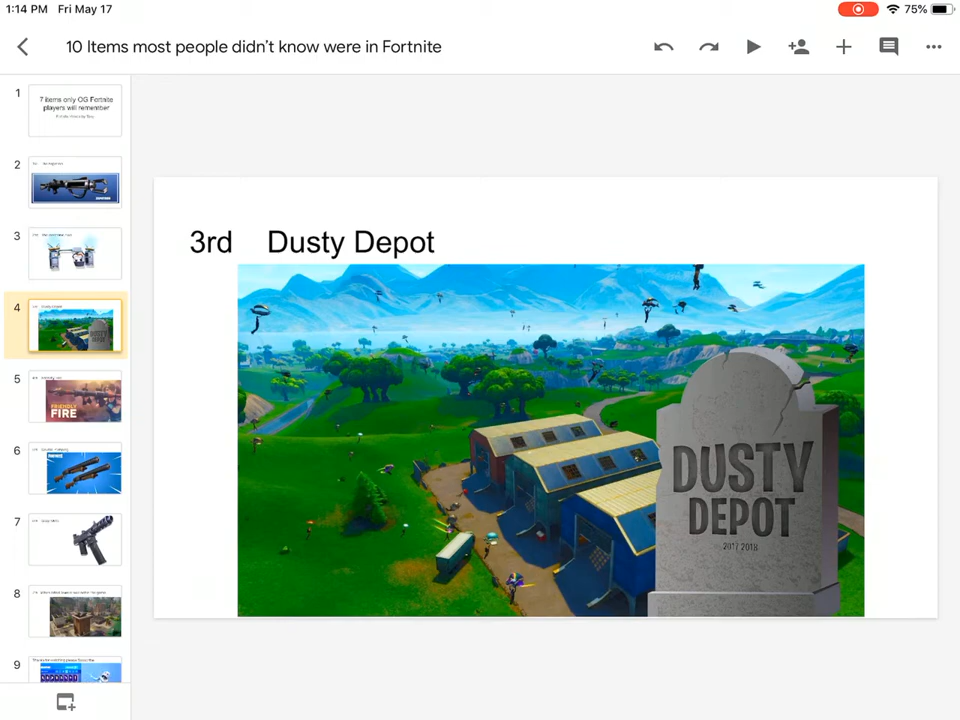 1:14 PM Fri May 17
75%
10 Items most people didn't know were in Fortnite
1
7 items only OG Fortnite
players will remember
2
3
4
5
FRIENDLY
FIRE
6
7
8
9
3rd Dusty Depot
DUSTY
DEPOT
2017 2018